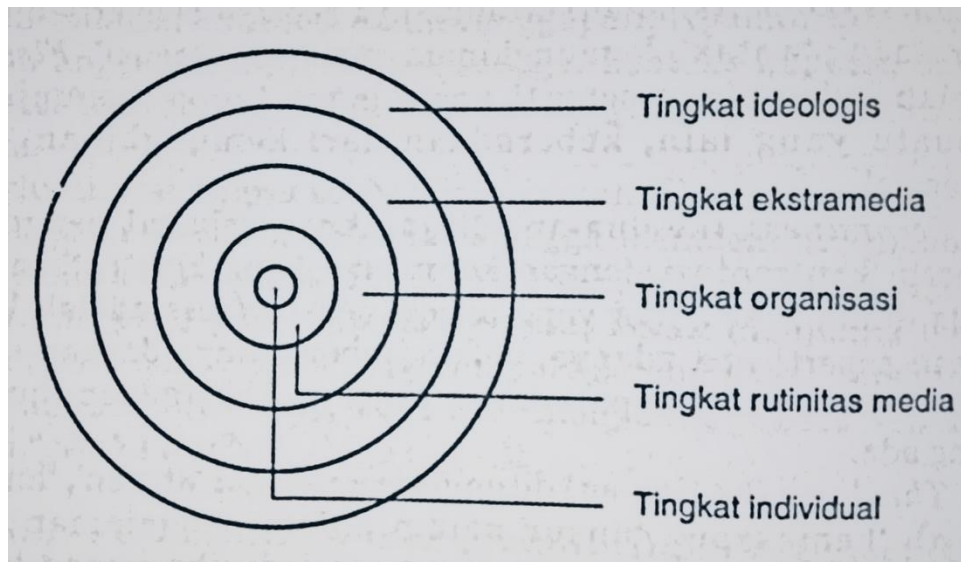 Tingkat ideologis
Tingkat ekstramedia
Tingkat organisasi
Tingkat rutinitas media
Tingkat individual